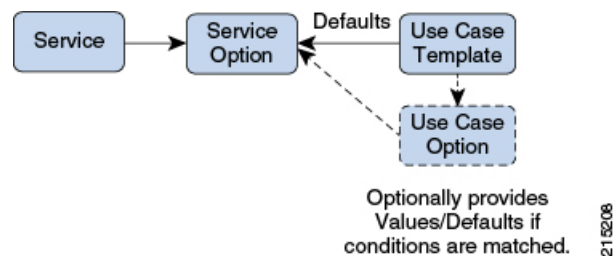 Service
Service
Option
Defaults
Use Case
Template
Use Case
Option
Optionally provides
Values/Defaults if
conditions are matched.
215208